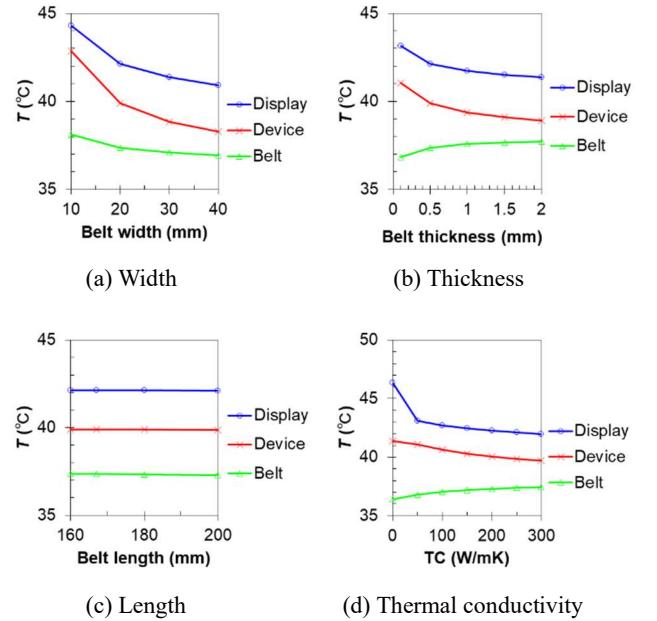 45
40
35
T (°C)
10 20 30 40
Belt width (mm)
Display
Device
Belt
(a) Width
45
40
35
T (°C)
0 0.5 1 1.5 2
Belt thickness (mm)
Display
Device
Belt
(b) Thickness
45
40
35
T (°C)
160 180 200
Belt length (mm)
Display
Device
Belt
(c) Length
50
45
40
35
T (°C)
0 100 200 300
TC (W/mK)
Display
Device
Belt
(d) Thermal conductivity